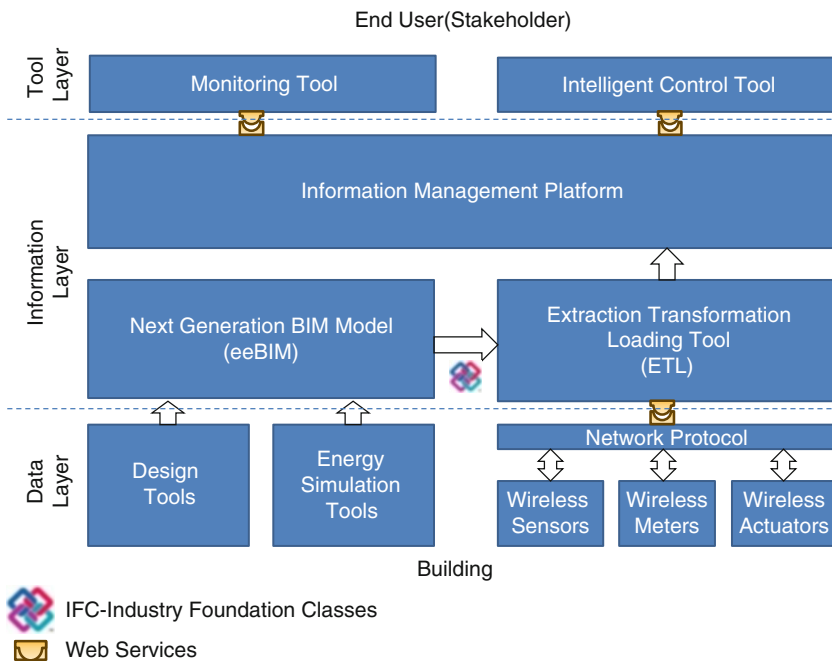 End User(Stakeholder)
Tool
Layer
Monitoring Tool
Intelligent Control Tool
Information
Layer
Information Management Platform
Next Generation BIM Model
(eeBIM)
Extraction Transformation
Loading Tool
(ETL)
Data
Layer
Design
Tools
Energy
Simulation
Tools
Network Protocol
Wireless
Sensors
Wireless
Meters
Wireless
Actuators
Building
IFC-Industry Foundation Classes
Web Services